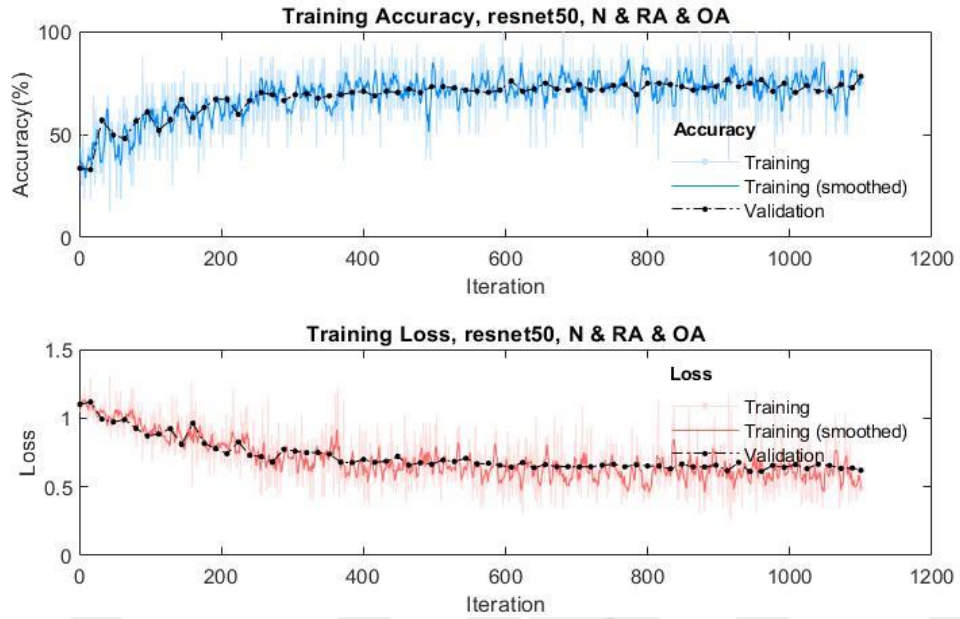 Training Accuracy, resnet50, N & RA & OA
100
50
0
Accuracy(%)
Accuracy
Training
Training (smoothed)
Validation
0 200 400 600 800 1000 1200
Iteration
Training Loss, resnet50, N & RA & OA
1.5
1
0.5
0
Loss
Loss
Training
Training (smoothed)
Validation
0 200 400 600 800 1000 1200
Iteration